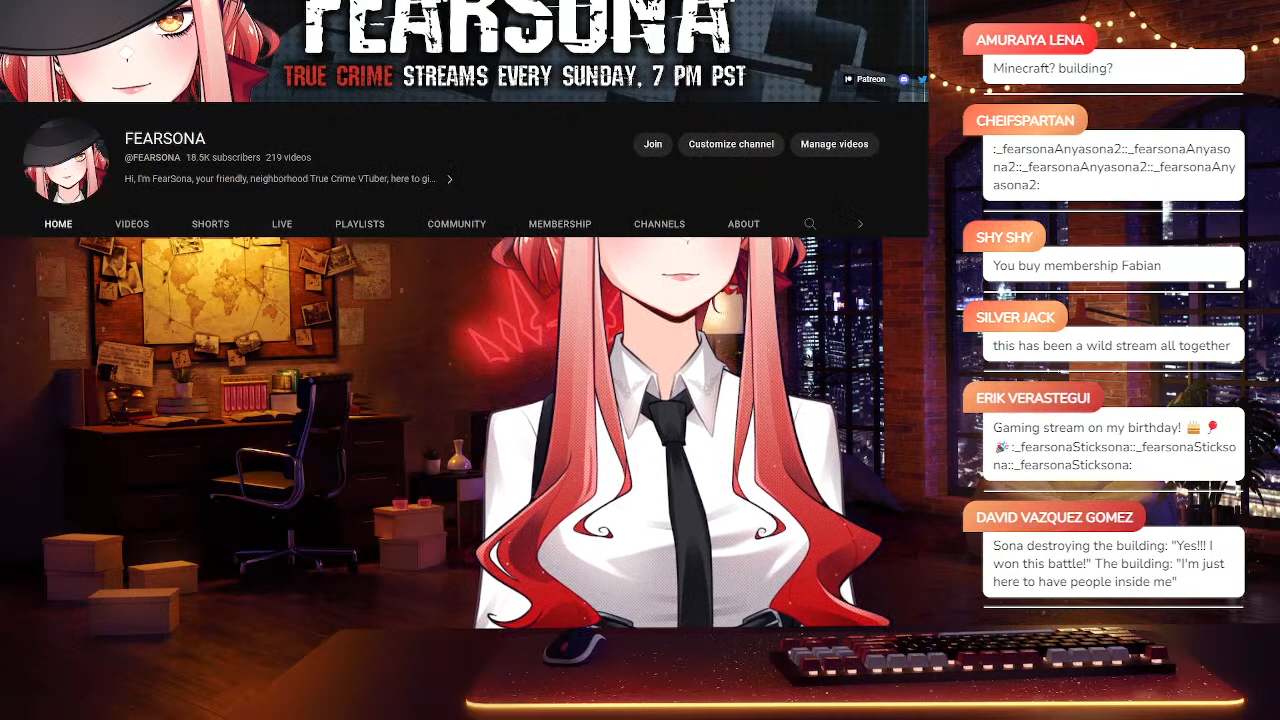 FEARSONA
TRUE CRIME STREAMS EVERY SUNDAY, 7 PM PST
Patreon
FEARSONA
@FEARSONA 18.5K subscribers 219 videos
Hi, I'm FearSona, your friendly, neighborhood True Crime VTuber, here to gi...
Join
Customize channel
Manage videos
HOME
VIDEOS
SHORTS
LIVE
PLAYLISTS
COMMUNITY
MEMBERSHIP
CHANNELS
ABOUT
AMURAIYA LENA
Minecraft? building?
CHEIFSPARTAN
:_fearsonaAnyasona2::_fearsonaAnyaso
na2::_fearsonaAnyasona2::_fearsonaAny
asona2:
SHY SHY
You buy membership Fabian
SILVER JACK
this has been a wild stream all together
ERIK VERASTEGUI
Gaming stream on my birthday! 🎂 🎈
🎉:_fearsonaSticksona::_fearsonaStickso
na::_fearsonaSticksona:
DAVID VAZQUEZ GOMEZ
Sona destroying the building: "Yes!!! I
won this battle!" The building: "I'm just
here to have people inside me"